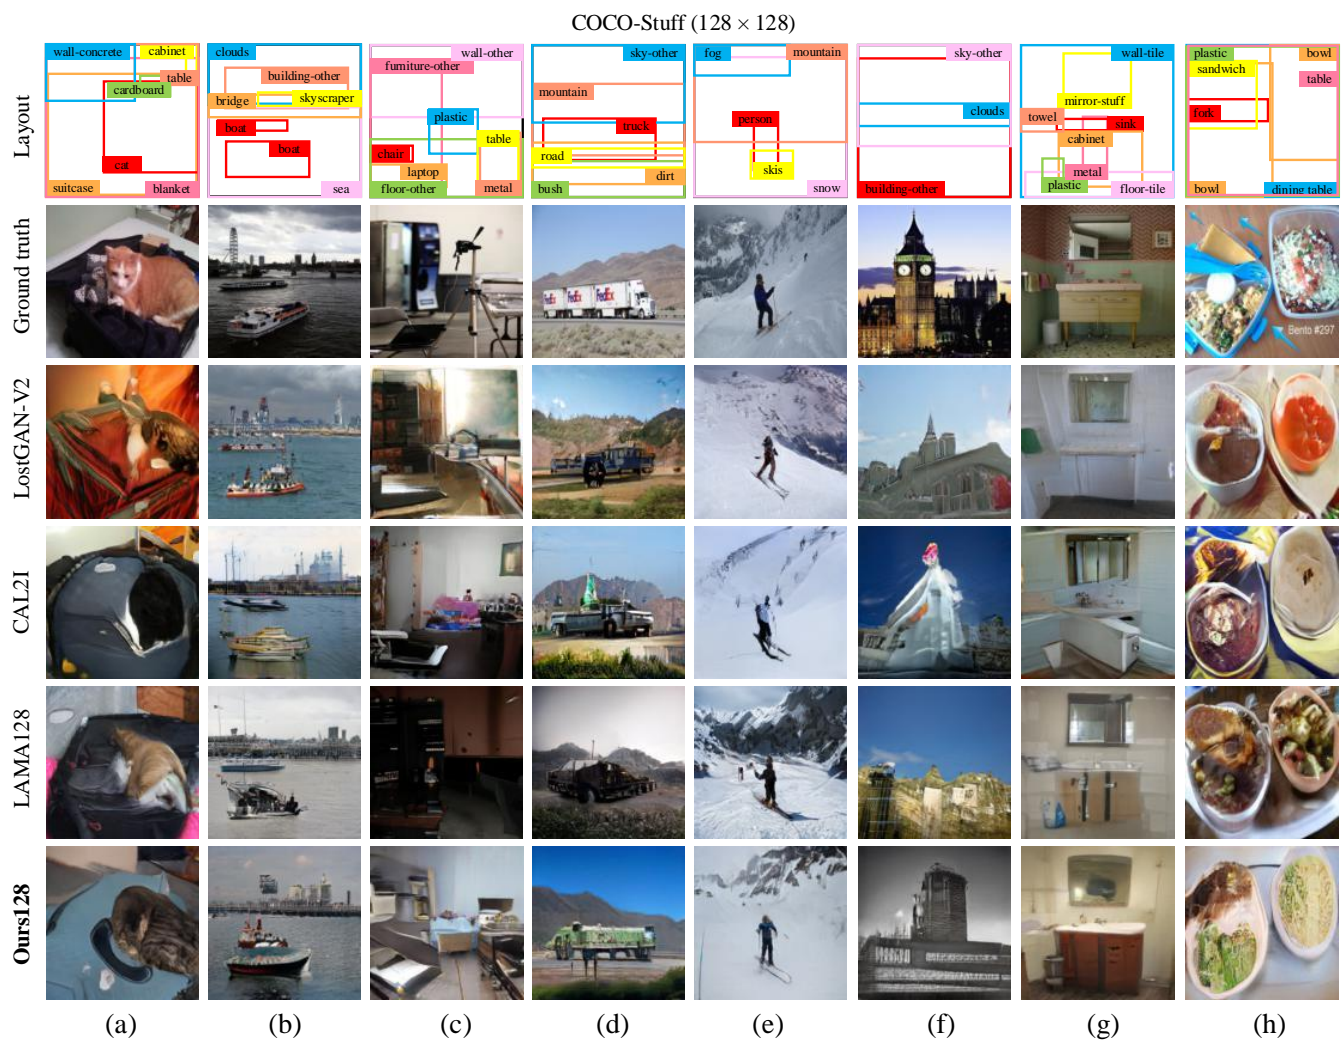 COCO-Stuff (128 × 128)
Layout
wall-concrete
cabinet
table
cardboard
cat
suitcase
blanket
clouds
building-other
bridge
skyscraper
boat
boat
sea
wall-other
furniture-other
plastic
table
chair
laptop
floor-other
metal
sky-other
mountain
truck
road
dirt
bush
fog
mountain
person
skis
snow
sky-other
clouds
building-other
wall-tile
mirror-stuff
towel
sink
cabinet
metal
plastic
floor-tile
plastic
bowl
sandwich
table
fork
bowl
dining table
Ground truth
FedEx
FedEx
Bento #297
LostGAN-V2
CAL2I
LAMA128
Ours128
(a) (b) (c) (d) (e) (f) (g) (h)